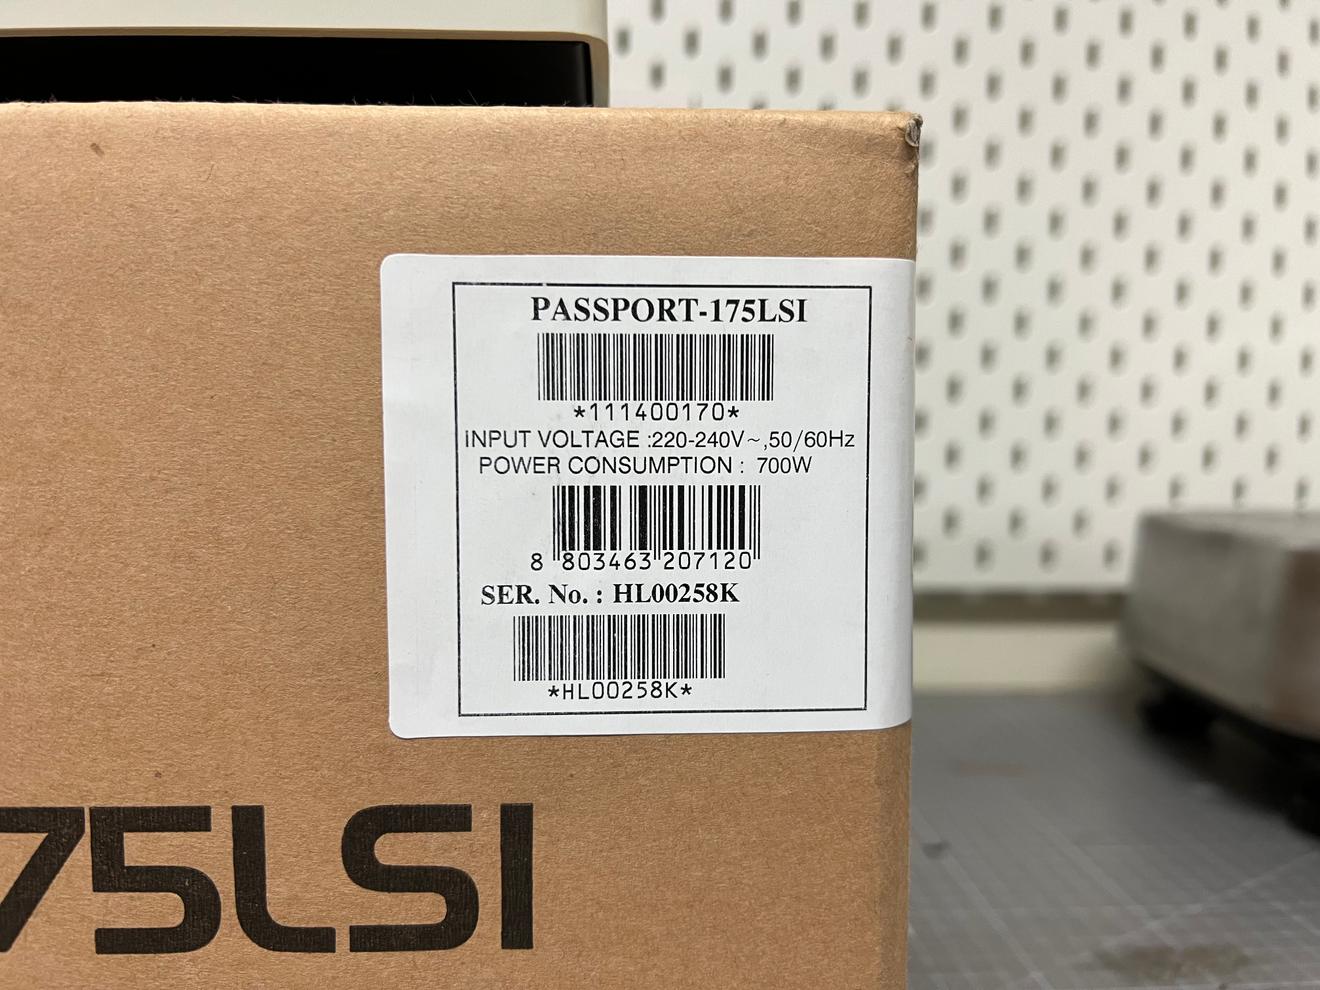 PASSPORT-175LSI
*111400170*
INPUT VOLTAGE :220-240V~,50/60Hz
POWER CONSUMPTION : 700W
8 803463 207120
SER. No. : HL00258K
*HL00258K*
75LSI